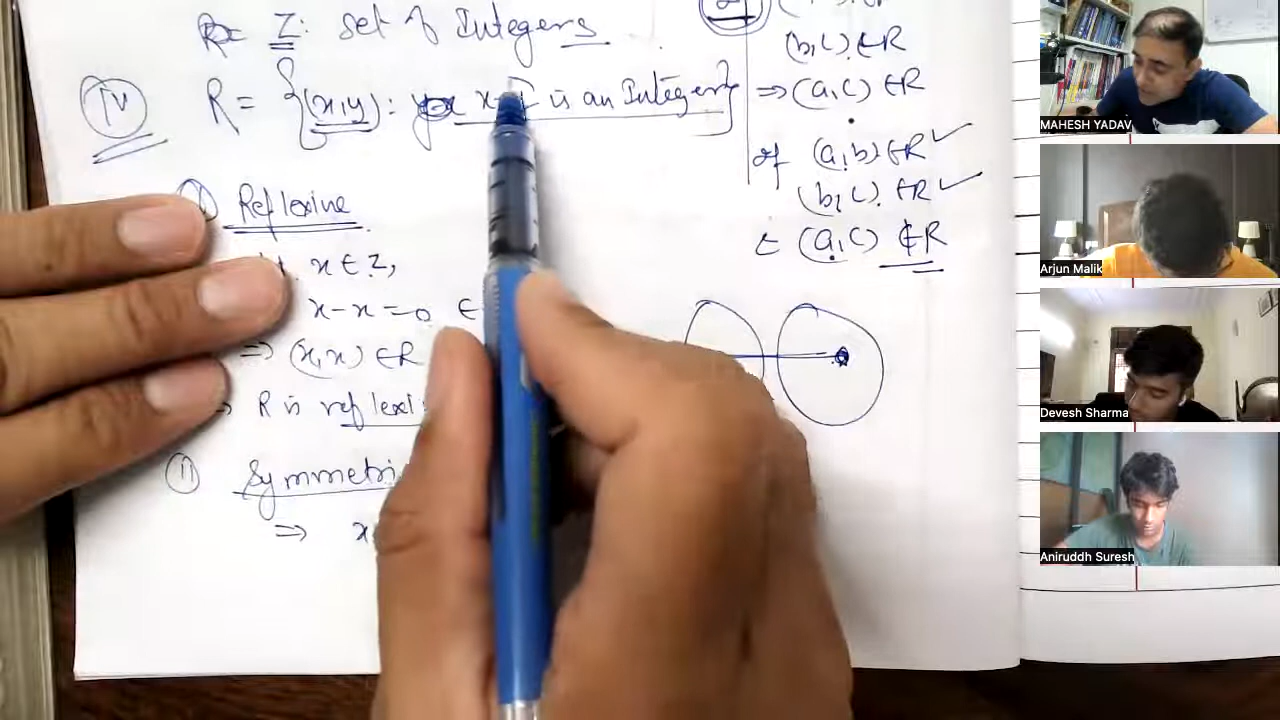 Z: set of Integers
(b,c) ∈ R
IV R = { (x,y) : x- is an Integer}
⇒ (a,c) ∈ R
If (a,b) ∈ R ✓
(b,c) ∈ R ✓
(a,c) ∉ R
Reflexive
x ∈ Z,
x-x = 0 ∈
⇒ (x,x) ∈ R
R is
II Symmetri
⇒ x
MAHESH YADAV
Arjun Malik
Devesh Sharma
Aniruddh Suresh